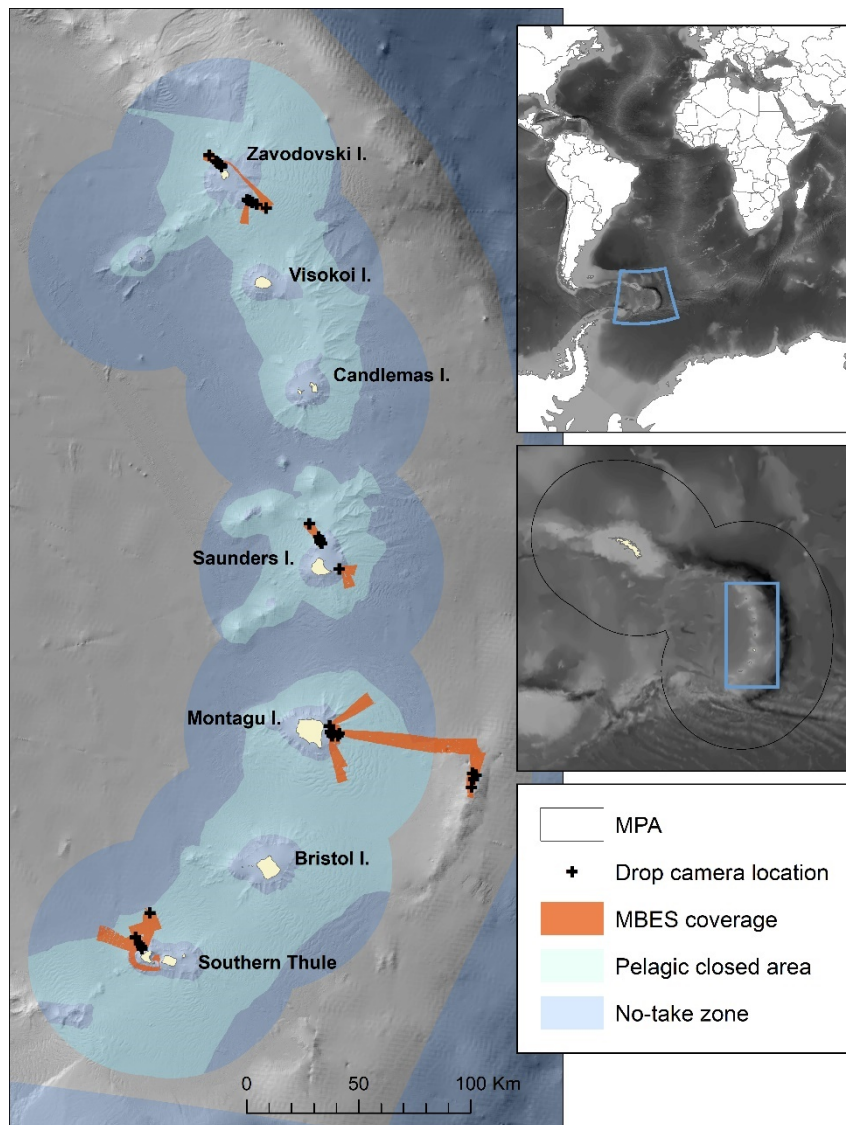 Zavodovski I.
Visokoi I.
Candlemas I.
Saunders I.
Montagu I.
Bristol I.
Southern Thule
0 50 100 Km
MPA
Drop camera location
MBES coverage
Pelagic closed area
No-take zone